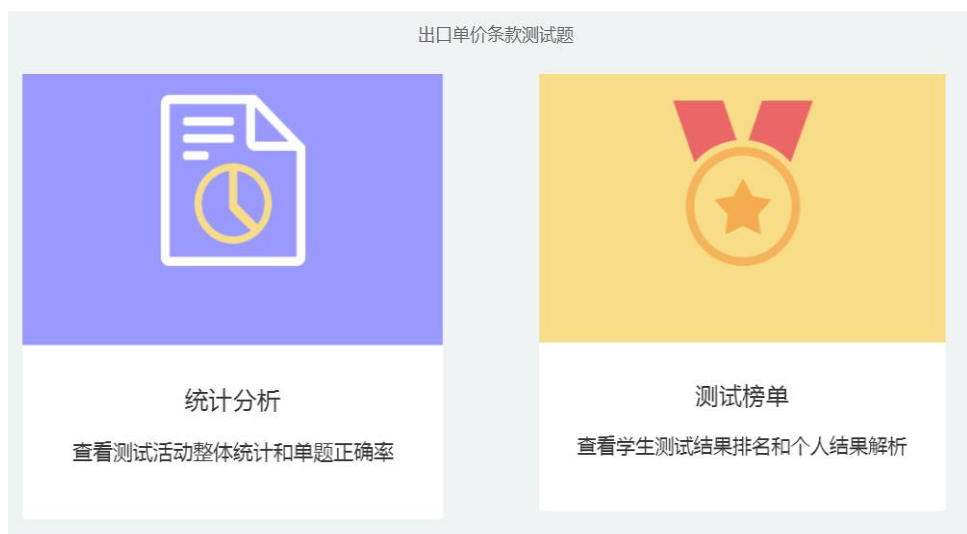 出口单价条款测试题
统计分析
查看测试活动整体统计和单题正确率
测试榜单
查看学生测试结果排名和个人结果解析